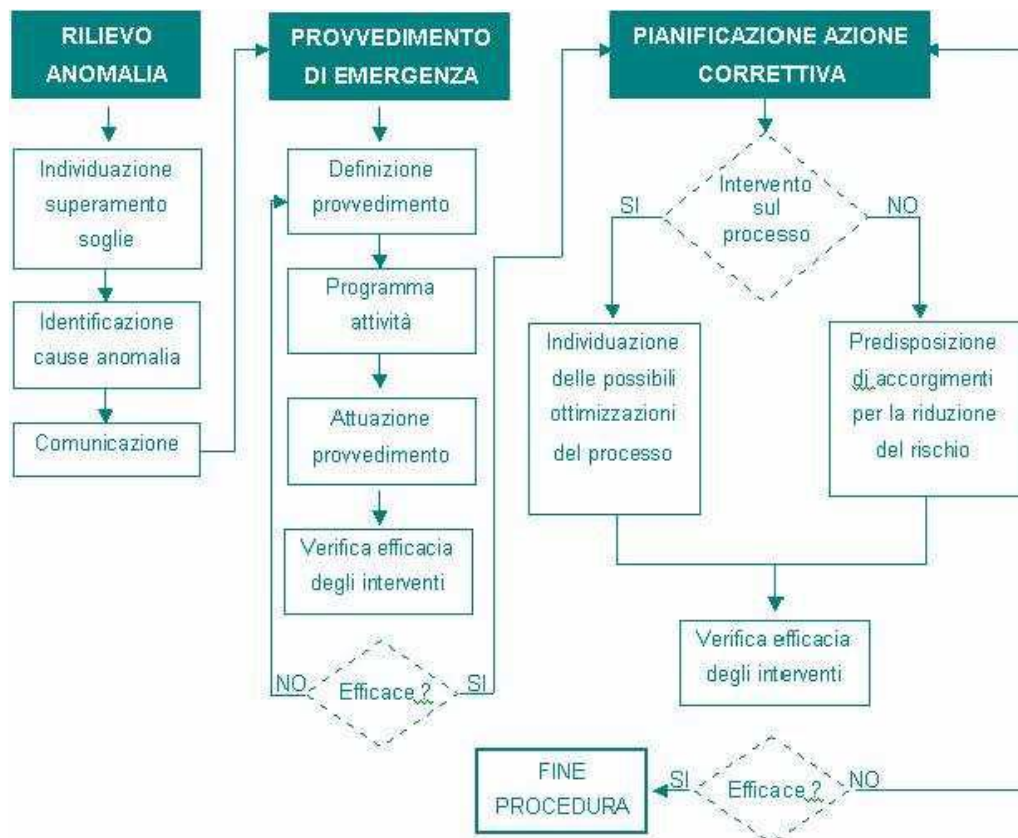 RILIEVO
ANOMALIA
Individuazione
superamento
soglie
Identificazione
cause anomalia
Comunicazione
PROVVEDIMENTO
DI EMERGENZA
Definizione
provvedimento
Programma
attività
Attuazione
provvedimento
Verifica efficacia
degli interventi
NO
Efficace ?
SI
PIANIFICAZIONE AZIONE
CORRETTIVA
Intervento
sul
processo
SI
NO
Individuazione
delle possibili
ottimizzazioni
del processo
Predisposizione
di accorgimenti
per la riduzione
del rischio
Verifica efficacia
degli interventi
Efficace ?
SI
NO
FINE
PROCEDURA